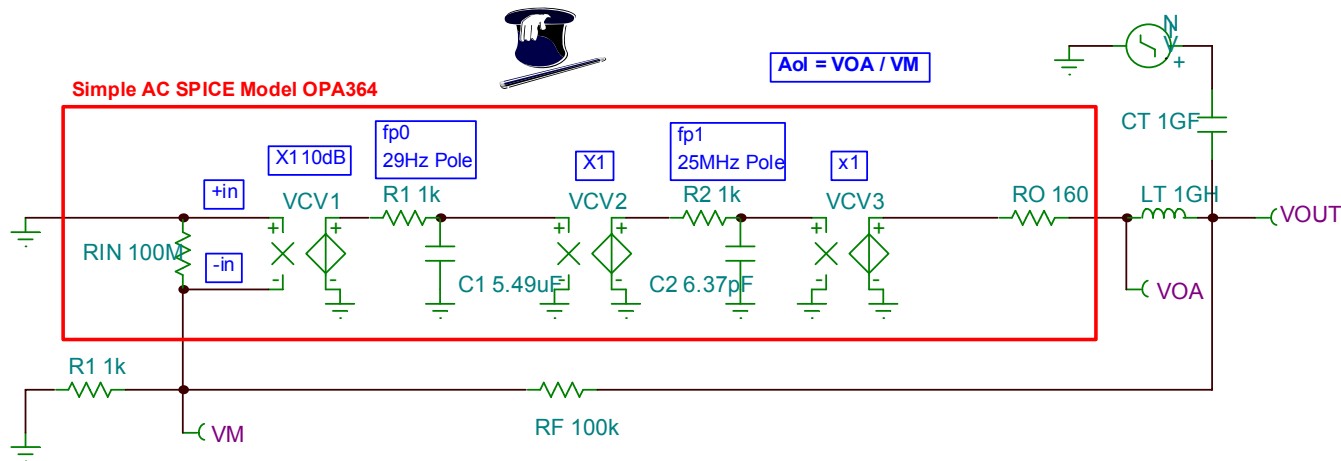 N
V
+
Aol = VOA / VM
Simple AC SPICE Model OPA364
CT 1GF
fp0
29Hz Pole
fp1
25MHz Pole
X110dB
X1
x1
+in
VCV1
R1 1k
VCV2
R2 1k
VCV3
RO 160
LT 1GH
VOUT
+
+
+
+
+
+
RIN 100M
-in
-
-
-
-
-
-
C1 5.49uF
C2 6.37pF
VOA
R1 1k
RF 100k
VM